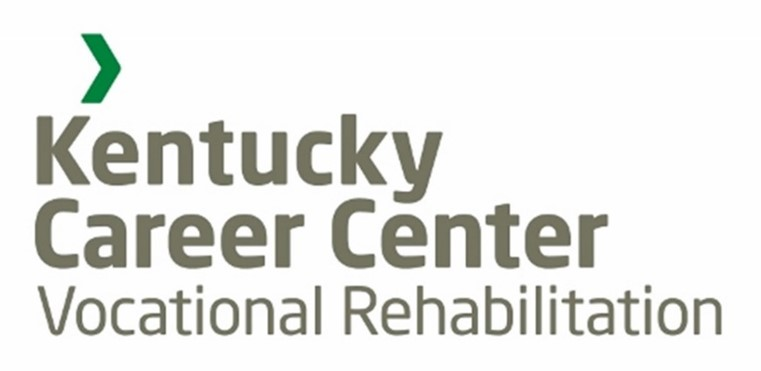 Kentucky
Career Center
Vocational Rehabilitation